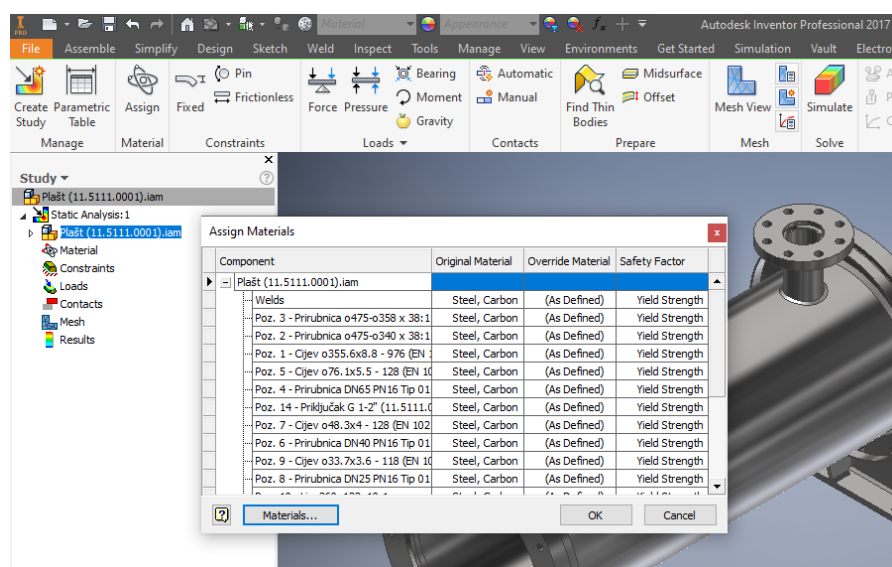 PRO Material Appearance fx Autodesk Inventor Professional 2017
File Assemble Simplify Design Sketch Weld Inspect Tools Manage View Environments Get Started Simulation Vault Electro
Pin Bearing Automatic Midsurface
Frictionless Moment Manual Offset
Create Study Parametric Table Assign Fixed Force Pressure Gravity Find Thin Bodies Mesh View Simulate
Manage Material Constraints Loads Contacts Prepare Mesh Solve
Study
Plašt (11.5111.0001).iam
Static Analysis:1
Plašt (11.5111.0001).iam
Material
Constraints
Loads
Contacts
Mesh
Results
Assign Materials x
Component Original Material Override Material Safety Factor
Plašt (11.5111.0001).iam
Welds Steel, Carbon (As Defined) Yield Strength
Poz. 3 - Prirubnica o475-o358 x 38:1 Steel, Carbon (As Defined) Yield Strength
Poz. 2 - Prirubnica o475-o340 x 38:1 Steel, Carbon (As Defined) Yield Strength
Poz. 1 - Cijev o355.6x8.8 - 976 (EN 1 Steel, Carbon (As Defined) Yield Strength
Poz. 5 - Cijev o76.1x5.5 - 128 (EN 10 Steel, Carbon (As Defined) Yield Strength
Poz. 4 - Prirubnica DN65 PN16 Tip 01 Steel, Carbon (As Defined) Yield Strength
Poz. 14 - Priključak G 1-2" (11.5111.0 Steel, Carbon (As Defined) Yield Strength
Poz. 7 - Cijev o48.3x4 - 128 (EN 102 Steel, Carbon (As Defined) Yield Strength
Poz. 6 - Prirubnica DN40 PN16 Tip 01 Steel, Carbon (As Defined) Yield Strength
Poz. 9 - Cijev o33.7x3.6 - 118 (EN 10 Steel, Carbon (As Defined) Yield Strength
Poz. 8 - Prirubnica DN25 PN16 Tip 01 Steel, Carbon (As Defined) Yield Strength
Materials... OK Cancel